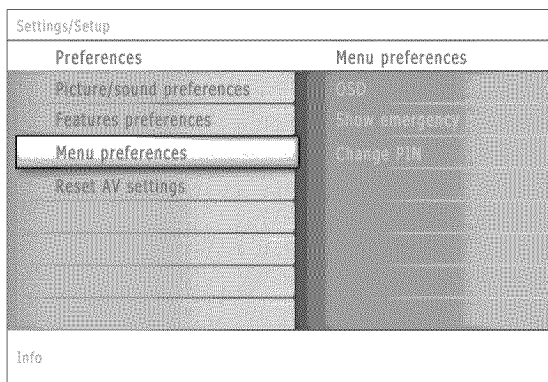 Settings/Setup
Preferences
Menu preferences
Picture/sound preferences
OSD
Features preferences
Show emergency
Menu preferences
Change PIN
Reset AV settings
Info